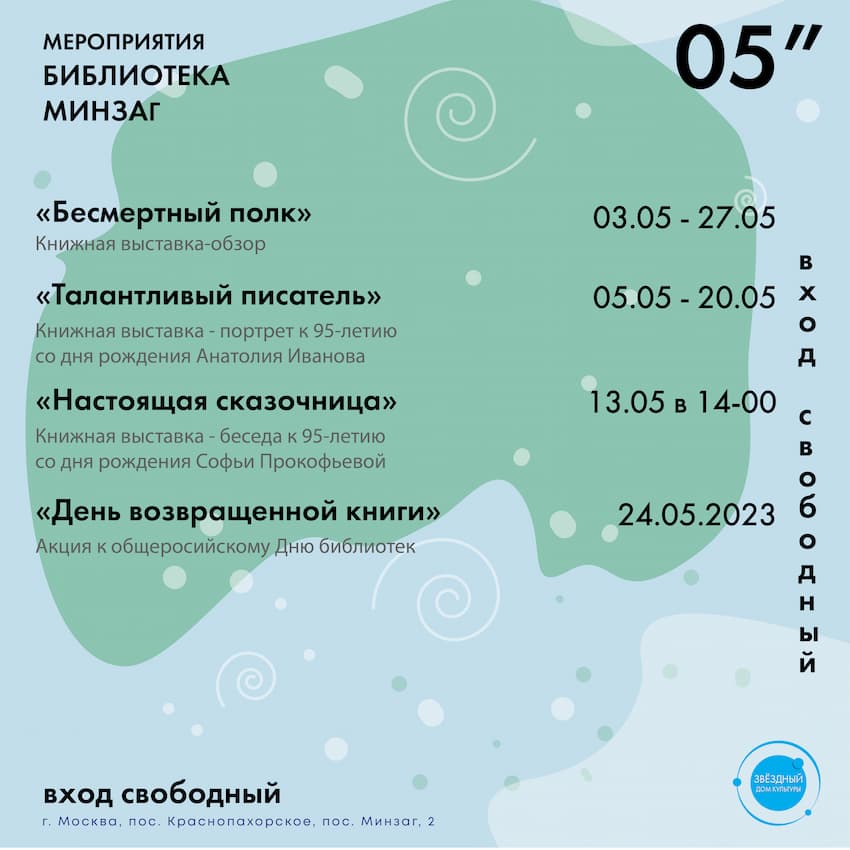 МЕРОПРИЯТИЯ
БИБЛИОТЕКА
МИНЗАГ
05”
«Бесмертный полк»
03.05 - 27.05
Книжная выставка-обзор
«Талантливый писатель»
05.05 - 20.05
Книжная выставка - портрет к 95-летию
со дня рождения Анатолия Иванова
«Настоящая сказочница»
13.05 в 14-00
Книжная выставка - беседа к 95-летию
со дня рождения Софьи Прокофьевой
«День возвращенной книги»
24.05.2023
Акция к общеросийскому Дню библиотек
вход свободный
вход свободный
г. Москва, пос. Краснопахорское, пос. Минзаг, 2
ЗВЁЗДНЫЙ
ДОМ КУЛЬТУРЫ